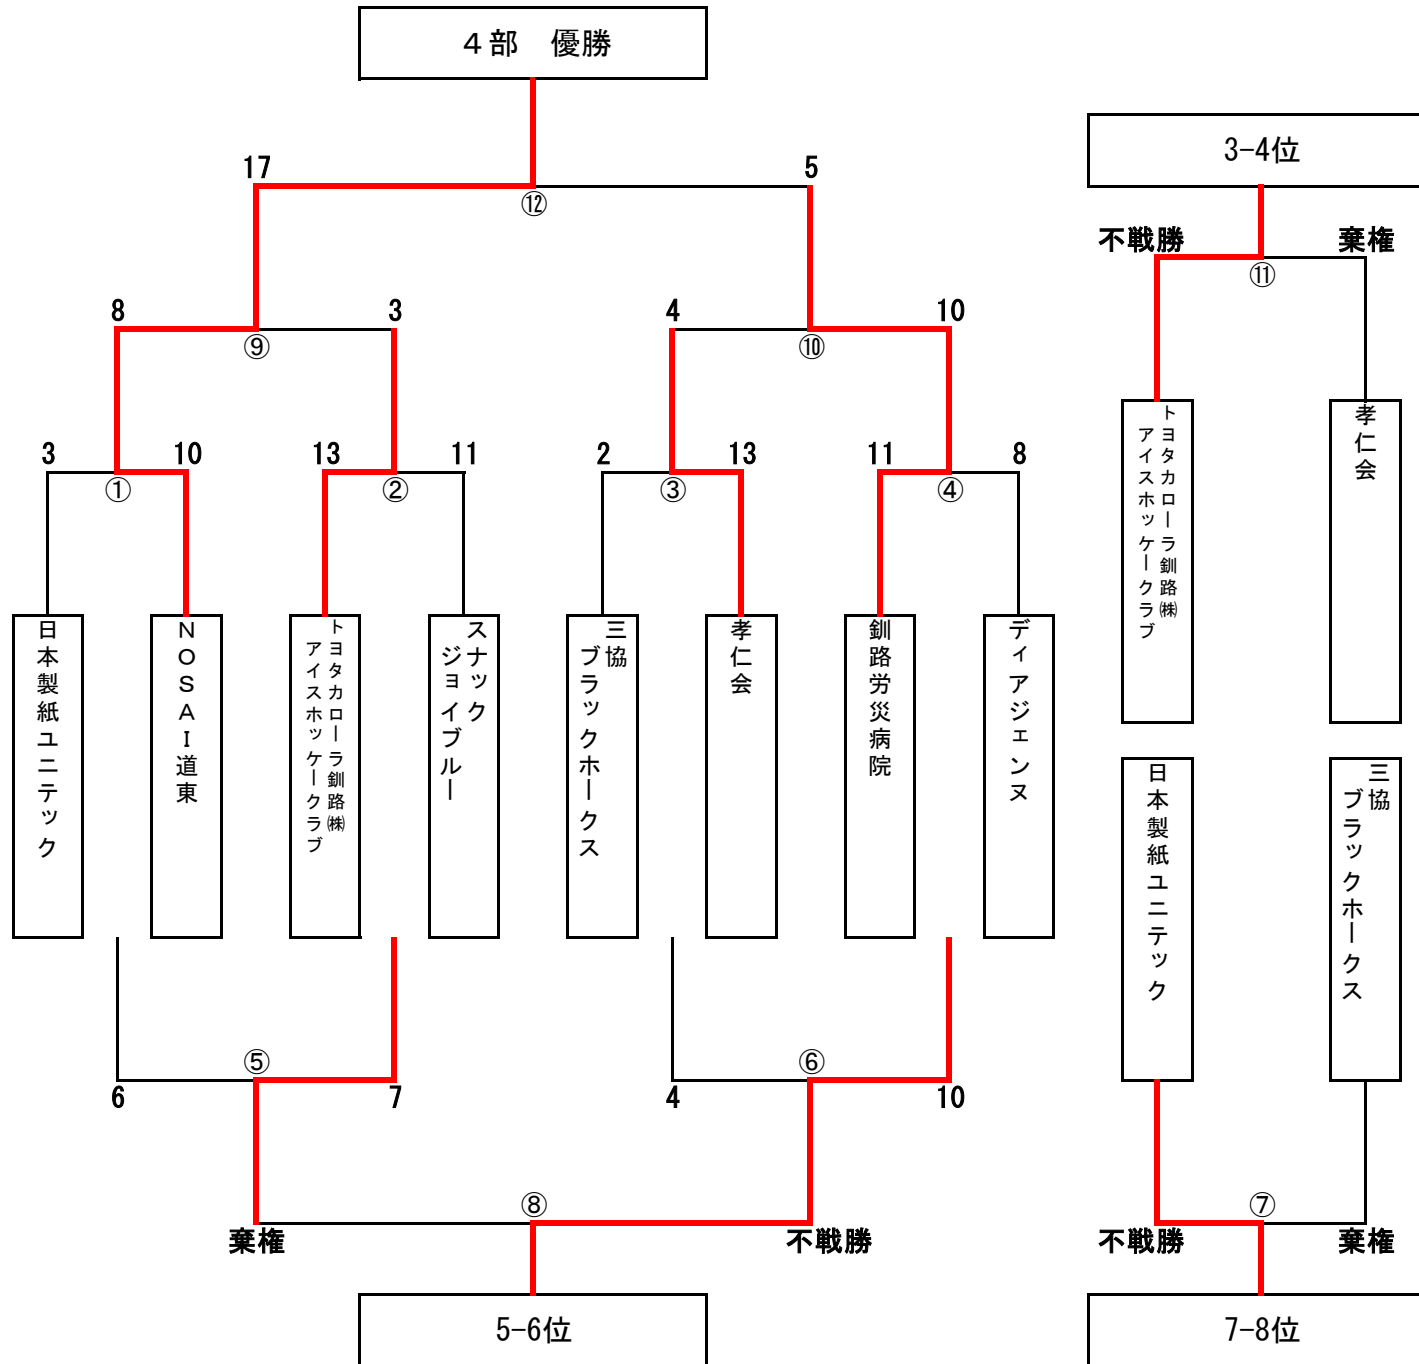 ４部　優勝
3-4位
17
5
⑫
不戦勝
棄権
⑪
8
3
4
10
⑨
⑩
トヨタカローラ釧路㈱
アイスホッケークラブ
孝仁会
3
10
13
11
2
13
11
8
①
②
③
④
日本製紙ユニテック
ＮＯＳＡＩ道東
トヨタカローラ釧路㈱
アイスホッケークラブ
スナック
ジョイブルー
三協
ブラックホークス
孝仁会
釧路労災病院
ディアジェンヌ
日本製紙ユニテック
三協
ブラックホークス
⑤
⑥
6
7
4
10
⑧
⑦
棄権
不戦勝
不戦勝
棄権
5-6位
7-8位